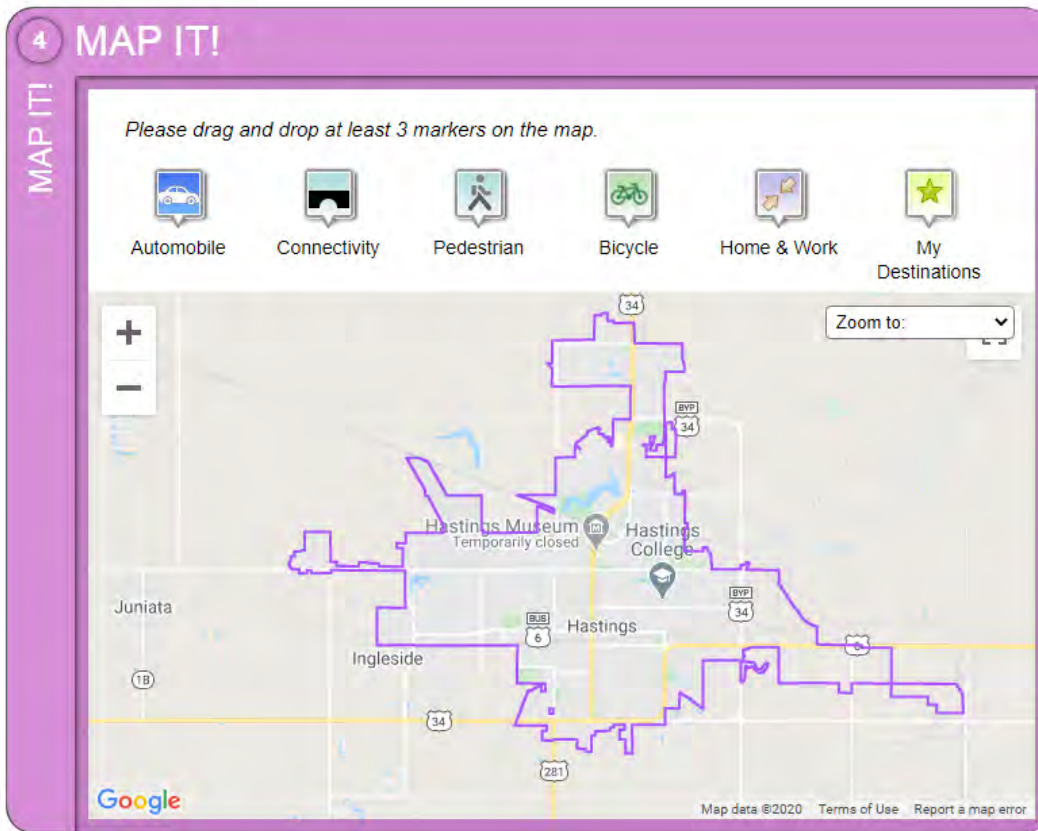 4 MAP IT!
MAP IT!
Please drag and drop at least 3 markers on the map.
Automobile
Connectivity
Pedestrian
Bicycle
Home & Work
My
Destinations
34
Zoom to:
+
−
BYP
34
Hastings Museum
Temporarily closed
M
Hastings
College
Juniata
BYP
34
BUS
6
Hastings
6
Ingleside
1B
34
281
Google
Map data ©2020 Terms of Use Report a map error